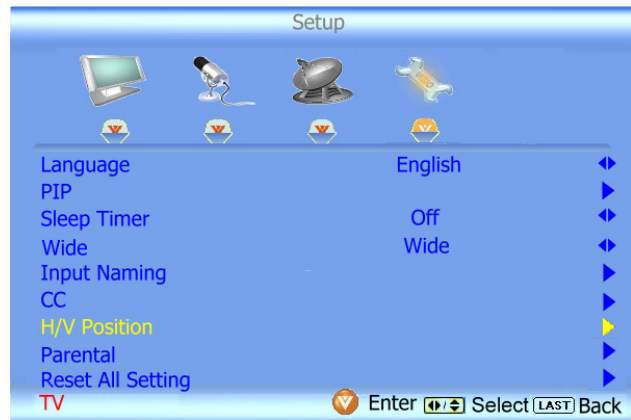 Setup
Language English
PIP
Sleep Timer Off
Wide Wide
Input Naming
CC
H/V Position
Parental
Reset All Setting
TV Enter Select LAST Back